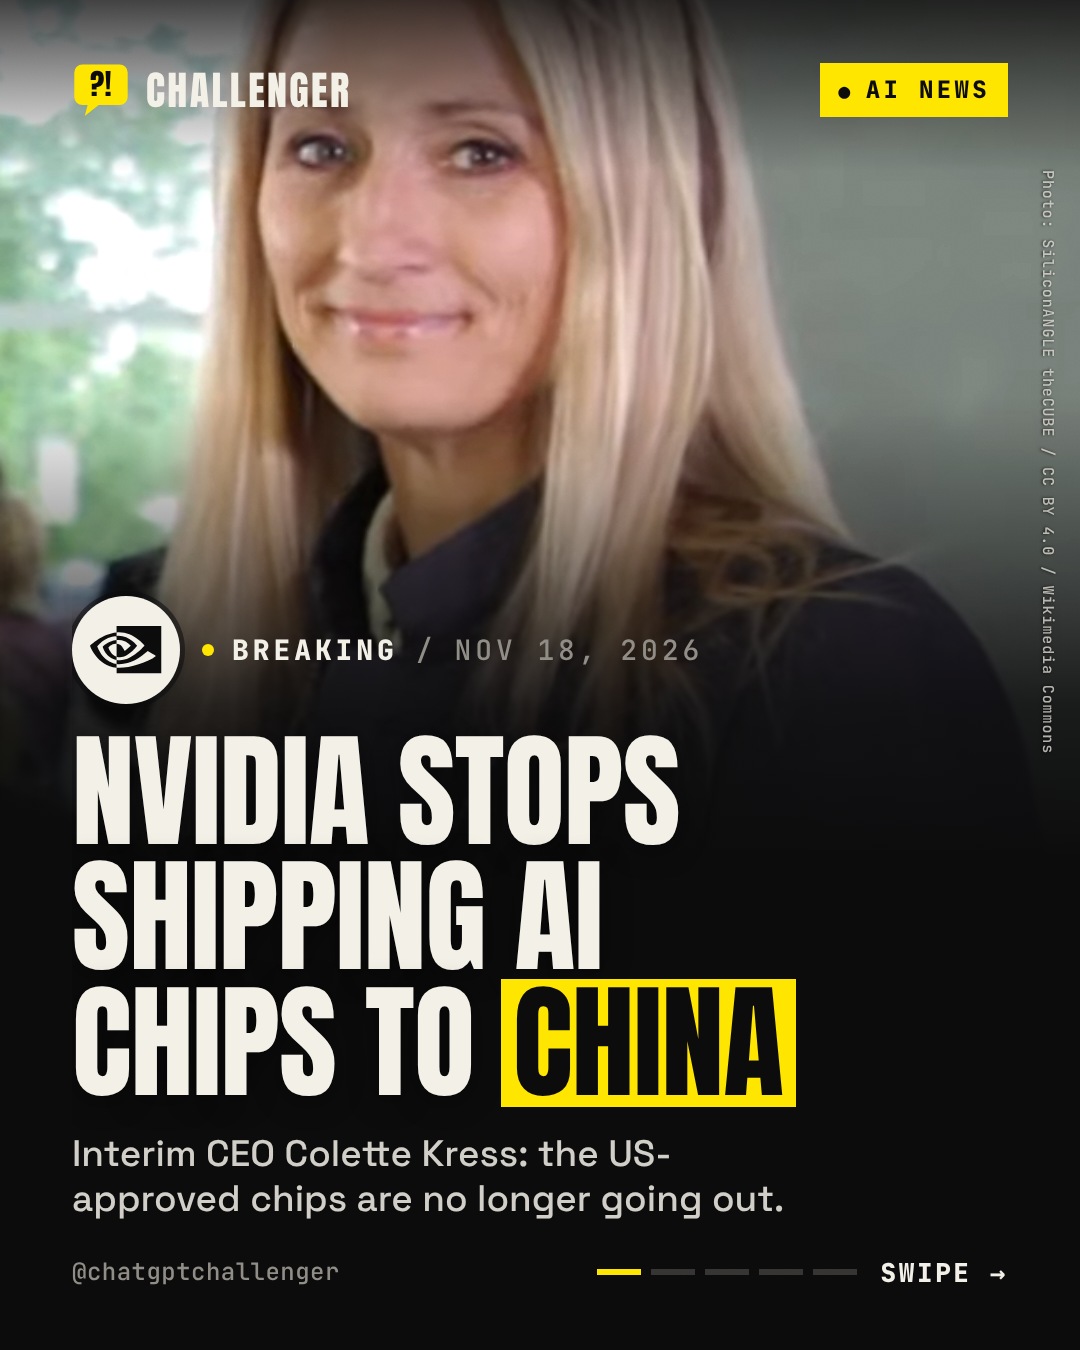 ?! CHALLENGER
● AI NEWS
Photo: SiliconANGLE theCUBE / CC BY 4.0 / Wikimedia Commons
● BREAKING / NOV 18, 2026
NVIDIA STOPS
SHIPPING AI
CHIPS TO CHINA
Interim CEO Colette Kress: the US-
approved chips are no longer going out.
@chatgptchallenger
SWIPE →